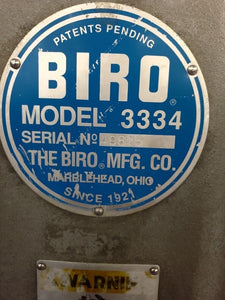 PATENTS PENDING
BIRO®
MODEL 3334
SERIAL Nº
THE BIRO MFG. CO.
MARBLEHEAD, OHIO
SINCE 1921